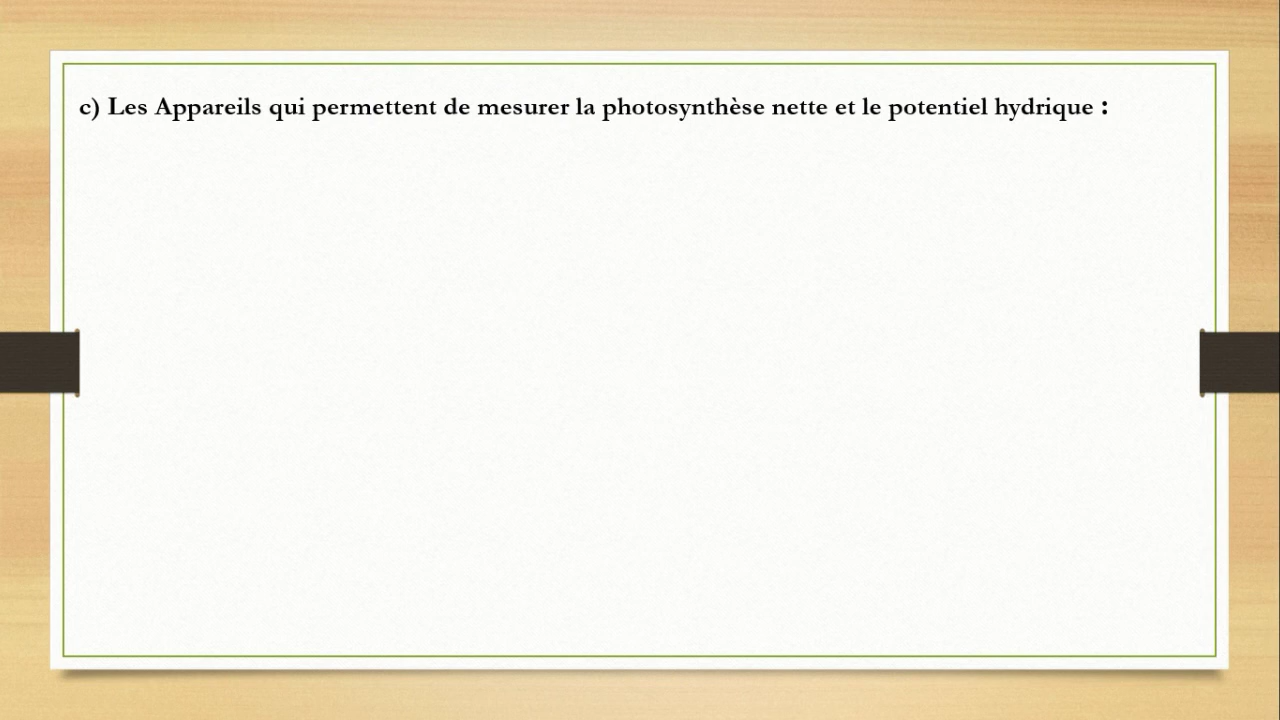 c) Les Appareils qui permettent de mesurer la photosynthèse nette et le potentiel hydrique :